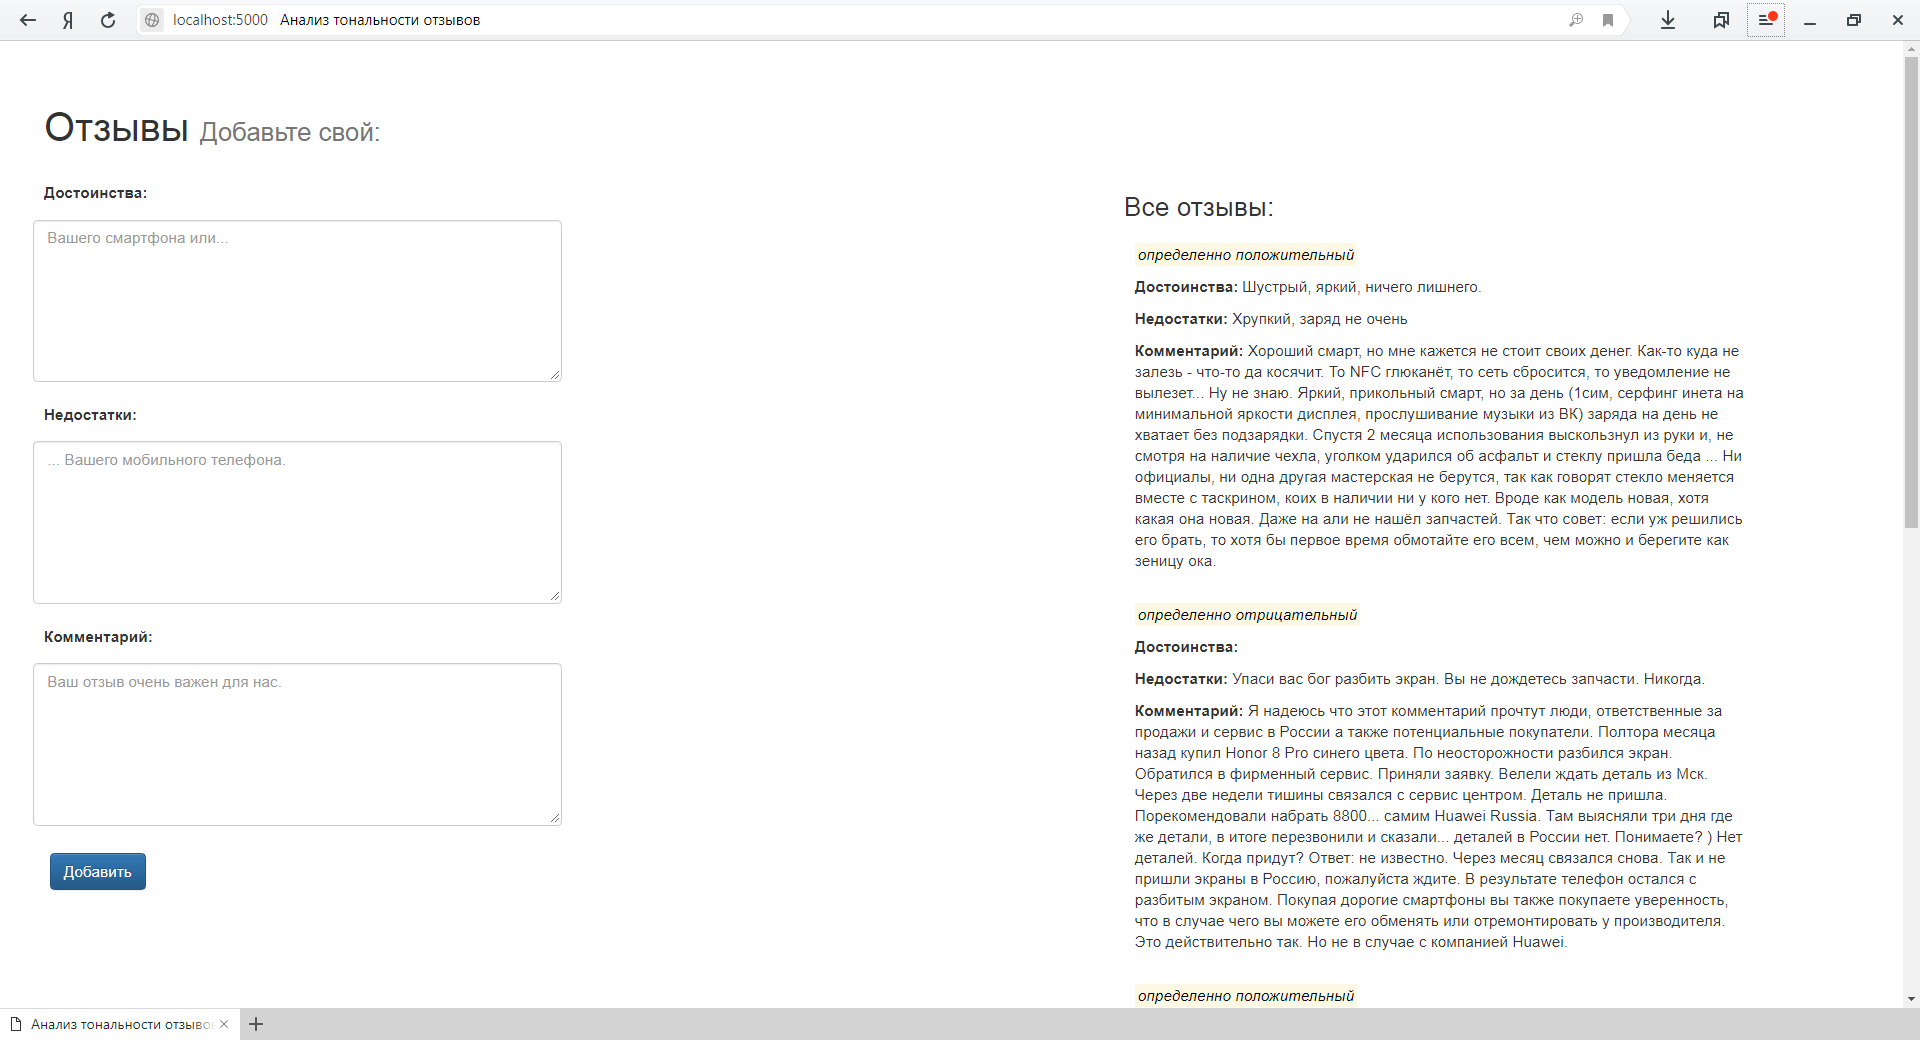 Я
localhost:5000 Анализ тональности отзывов
Отзывы Добавьте свой:
Достоинства:
Вашего смартфона или...
Недостатки:
... Вашего мобильного телефона.
Комментарий:
Ваш отзыв очень важен для нас.
Добавить
Все отзывы:
определенно положительный
Достоинства: Шустрый, яркий, ничего лишнего.
Недостатки: Хрупкий, заряд не очень
Комментарий: Хороший смарт, но мне кажется не стоит своих денег. Как-то куда не
залезь - что-то да косячит. То NFC глюканёт, то сеть сбросится, то уведомление не
вылезет... Ну не знаю. Яркий, прикольный смарт, но за день (1сим, серфинг инета на
минимальной яркости дисплея, прослушивание музыки из ВК) заряда на день не
хватает без подзарядки. Спустя 2 месяца использования выскользнул из руки и, не
смотря на наличие чехла, уголком ударился об асфальт и стеклу пришла беда ... Ни
официалы, ни одна другая мастерская не берутся, так как говорят стекло меняется
вместе с таскрином, коих в наличии ни у кого нет. Вроде как модель новая, хотя
какая она новая. Даже на али не нашёл запчастей. Так что совет: если уж решились
его брать, то хотя бы первое время обмотайте его всем, чем можно и берегите как
зеницу ока.
определенно отрицательный
Достоинства:
Недостатки: Упаси вас бог разбить экран. Вы не дождетесь запчасти. Никогда.
Комментарий: Я надеюсь что этот комментарий прочтут люди, ответственные за
продажи и сервис в России а также потенциальные покупатели. Полтора месяца
назад купил Honor 8 Pro синего цвета. По неосторожности разбился экран.
Обратился в фирменный сервис. Приняли заявку. Велели ждать деталь из Мск.
Через две недели тишины связался с сервис центром. Деталь не пришла.
Порекомендовали набрать 8800... самим Huawei Russia. Там выясняли три дня где
же детали, в итоге перезвонили и сказали... деталей в России нет. Понимаете? ) Нет
деталей. Когда придут? Ответ: не известно. Через месяц связался снова. Так и не
пришли экраны в Россию, пожалуйста ждите. В результате телефон остался с
разбитым экраном. Покупая дорогие смартфоны вы также покупаете уверенность,
что в случае чего вы можете его обменять или отремонтировать у производителя.
Это действительно так. Но не в случае с компанией Huawei.
определенно положительный
Анализ тональности отзыво